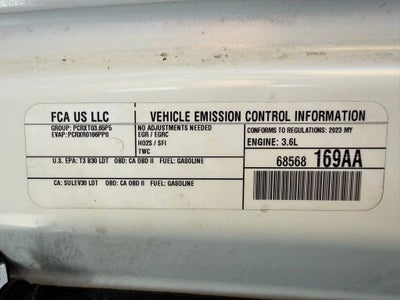 FCA US LLC
VEHICLE EMISSION CONTROL INFORMATION
GROUP: PCRXT03.65P5
EVAP: PCRXR0166PP0
NO ADJUSTMENTS NEEDED
EGR / EGRC
HO2S / SFI
TWC
CONFORMS TO REGULATIONS: 2023 MY
ENGINE: 3.6L
68568 169AA
U.S. EPA: T3 B30 LDT OBD: CA OBD II FUEL: GASOLINE
CA: SULEV30 LDT OBD: CA OBD II FUEL: GASOLINE